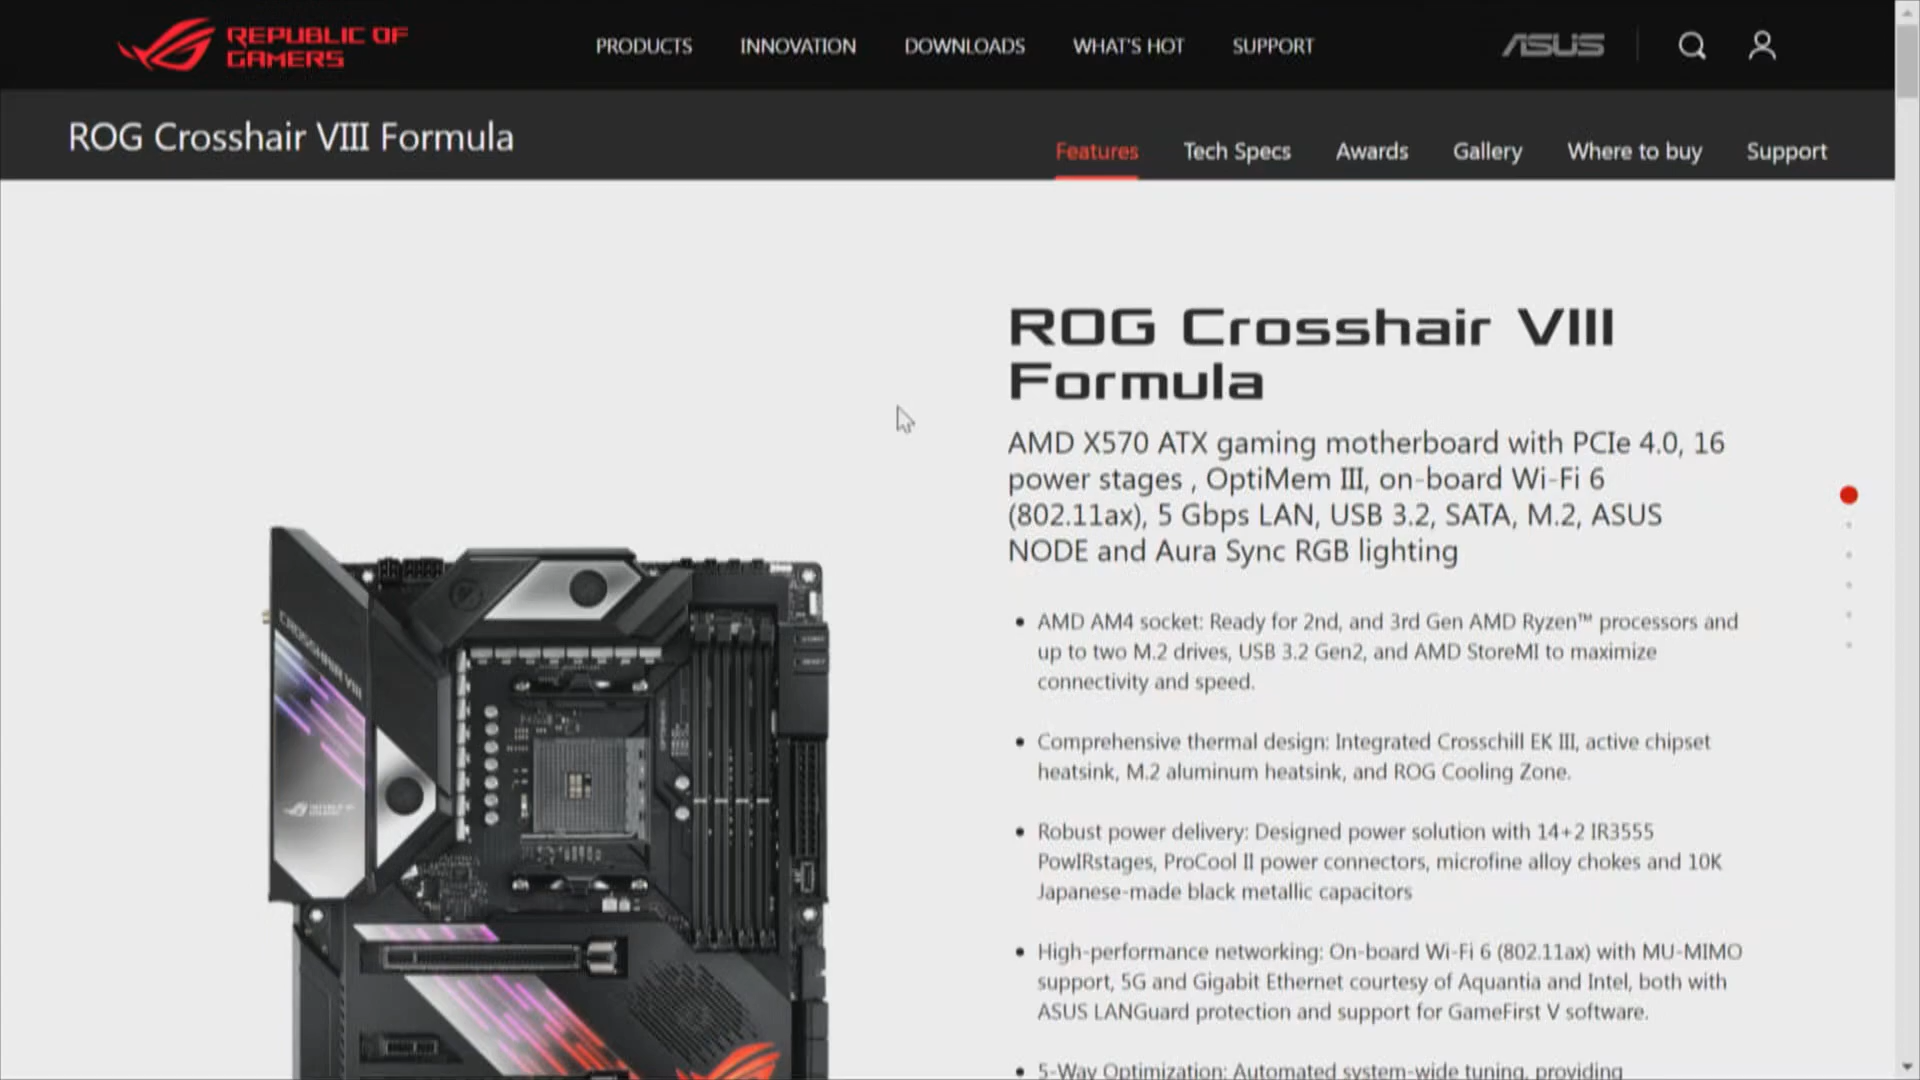 REPUBLIC OF
GAMERS
PRODUCTS INNOVATION DOWNLOADS WHAT'S HOT SUPPORT
ASUS
ROG Crosshair VIII Formula
Features Tech Specs Awards Gallery Where to buy Support
ROG Crosshair VIII
Formula
AMD X570 ATX gaming motherboard with PCIe 4.0, 16
power stages , OptiMem III, on-board Wi-Fi 6
(802.11ax), 5 Gbps LAN, USB 3.2, SATA, M.2, ASUS
NODE and Aura Sync RGB lighting
• AMD AM4 socket: Ready for 2nd, and 3rd Gen AMD Ryzen™ processors and
up to two M.2 drives, USB 3.2 Gen2, and AMD StoreMI to maximize
connectivity and speed.
• Comprehensive thermal design: Integrated Crosschill EK III, active chipset
heatsink, M.2 aluminum heatsink, and ROG Cooling Zone.
• Robust power delivery: Designed power solution with 14+2 IR3555
PowIRstages, ProCool II power connectors, microfine alloy chokes and 10K
Japanese-made black metallic capacitors
• High-performance networking: On-board Wi-Fi 6 (802.11ax) with MU-MIMO
support, 5G and Gigabit Ethernet courtesy of Aquantia and Intel, both with
ASUS LANGuard protection and support for GameFirst V software.
• 5-Way Optimization: Automated system-wide tuning, providing
CROSSHAIR VIII
REPUBLIC OF
GAMERS